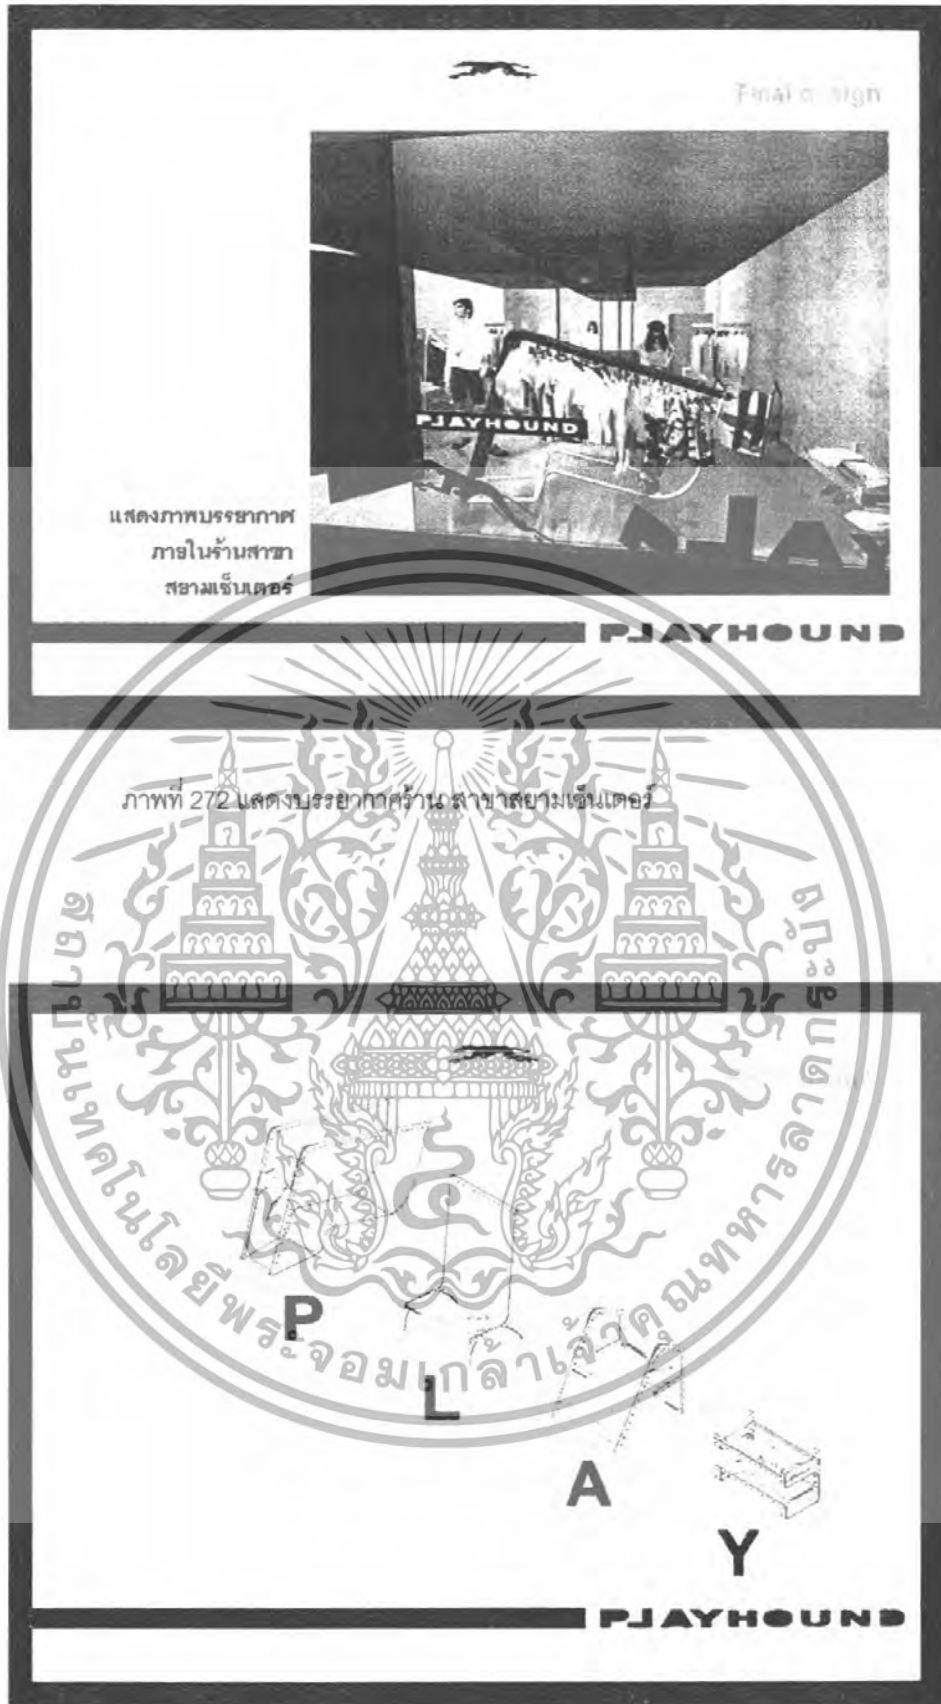 Final design
PLAYHOUND
แสดงภาพบรรยากาศ
ภายในร้านสาขา
สยามเซ็นเตอร์
PLAYHOUND
ภาพที่ 272 แสดงบรรยากาศร้าน สาขาสยามเซ็นเตอร์
สถาบันเทคโนโลยีพระจอมเกล้าเจ้าคุณทหารลาดกระบัง
P
L
A
Y
PLAYHOUND